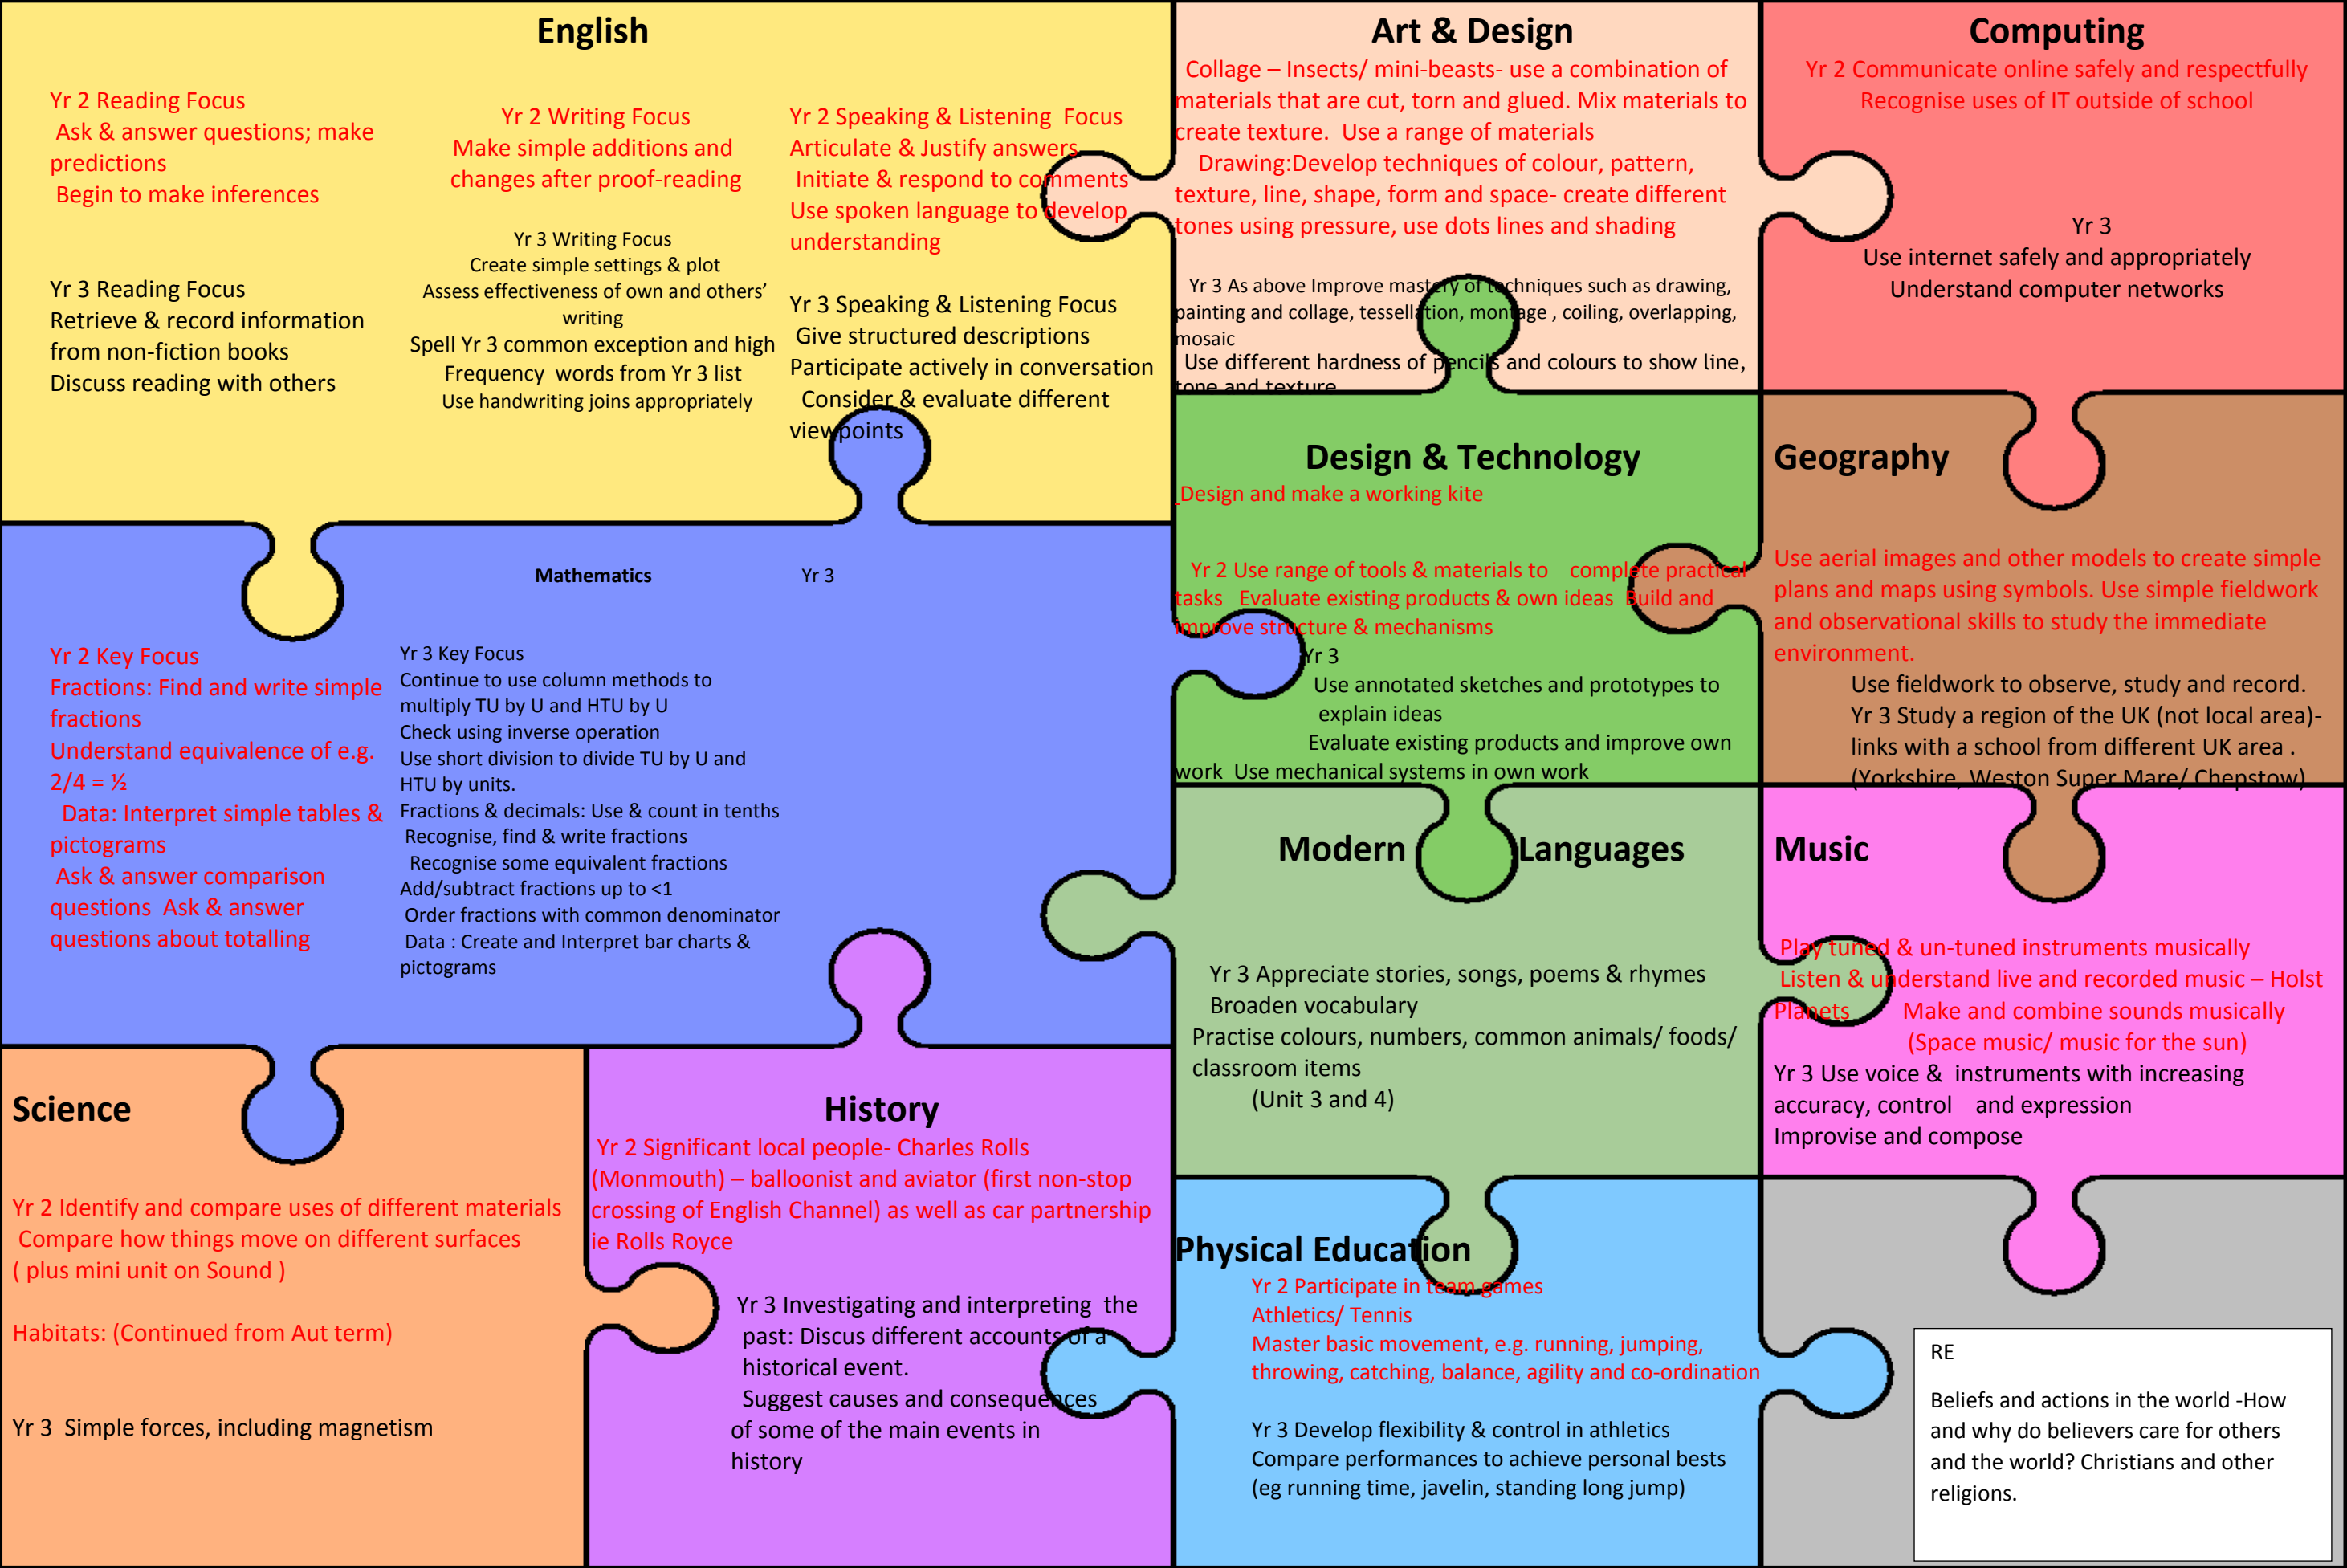 English
Yr 2 Reading Focus
Ask & answer questions; make
predictions
Begin to make inferences
Yr 3 Reading Focus
Retrieve & record information
from non-fiction books
Discuss reading with others
Yr 2 Writing Focus
Make simple additions and
changes after proof-reading
Yr 3 Writing Focus
Create simple settings & plot
Assess effectiveness of own and others’
writing
Spell Yr 3 common exception and high
Frequency words from Yr 3 list
Use handwriting joins appropriately
Yr 2 Speaking & Listening Focus
Articulate & Justify answers
Initiate & respond to comments
Use spoken language to develop
understanding
Yr 3 Speaking & Listening Focus
Give structured descriptions
Participate actively in conversation
Consider & evaluate different
viewpoints
Art & Design
Collage – Insects/ mini-beasts- use a combination of
materials that are cut, torn and glued. Mix materials to
create texture. Use a range of materials
Drawing:Develop techniques of colour, pattern,
texture, line, shape, form and space- create different
tones using pressure, use dots lines and shading
Yr 3 As above Improve mastery of techniques such as drawing,
painting and collage, tessellation, montage , coiling, overlapping,
mosaic
Use different hardness of pencils and colours to show line,
tone and texture
Computing
Yr 2 Communicate online safely and respectfully
Recognise uses of IT outside of school
Yr 3
Use internet safely and appropriately
Understand computer networks
Mathematics Yr 3
Yr 2 Key Focus
Fractions: Find and write simple
fractions
Understand equivalence of e.g.
2/4 = ½
Data: Interpret simple tables &
pictograms
Ask & answer comparison
questions Ask & answer
questions about totalling
Yr 3 Key Focus
Continue to use column methods to
multiply TU by U and HTU by U
Check using inverse operation
Use short division to divide TU by U and
HTU by units.
Fractions & decimals: Use & count in tenths
Recognise, find & write fractions
Recognise some equivalent fractions
Add/subtract fractions up to <1
Order fractions with common denominator
Data : Create and Interpret bar charts &
pictograms
Design & Technology
Design and make a working kite
Yr 2 Use range of tools & materials to complete practical
tasks Evaluate existing products & own ideas Build and
improve structure & mechanisms
Yr 3
Use annotated sketches and prototypes to
explain ideas
Evaluate existing products and improve own
work Use mechanical systems in own work
Geography
Use aerial images and other models to create simple
plans and maps using symbols. Use simple fieldwork
and observational skills to study the immediate
environment.
Use fieldwork to observe, study and record.
Yr 3 Study a region of the UK (not local area)-
links with a school from different UK area .
(Yorkshire, Weston Super Mare/ Chepstow)
Modern Languages
Yr 3 Appreciate stories, songs, poems & rhymes
Broaden vocabulary
Practise colours, numbers, common animals/ foods/
classroom items
(Unit 3 and 4)
Music
Play tuned & un-tuned instruments musically
Listen & understand live and recorded music – Holst
Planets Make and combine sounds musically
(Space music/ music for the sun)
Yr 3 Use voice & instruments with increasing
accuracy, control and expression
Improvise and compose
Science
Yr 2 Identify and compare uses of different materials
Compare how things move on different surfaces
( plus mini unit on Sound )
Habitats: (Continued from Aut term)
Yr 3 Simple forces, including magnetism
History
Yr 2 Significant local people- Charles Rolls
(Monmouth) – balloonist and aviator (first non-stop
crossing of English Channel) as well as car partnership
ie Rolls Royce
Yr 3 Investigating and interpreting the
past: Discus different accounts of a
historical event.
Suggest causes and consequences
of some of the main events in
history
Physical Education
Yr 2 Participate in team games
Athletics/ Tennis
Master basic movement, e.g. running, jumping,
throwing, catching, balance, agility and co-ordination
Yr 3 Develop flexibility & control in athletics
Compare performances to achieve personal bests
(eg running time, javelin, standing long jump)
RE
Beliefs and actions in the world -How
and why do believers care for others
and the world? Christians and other
religions.